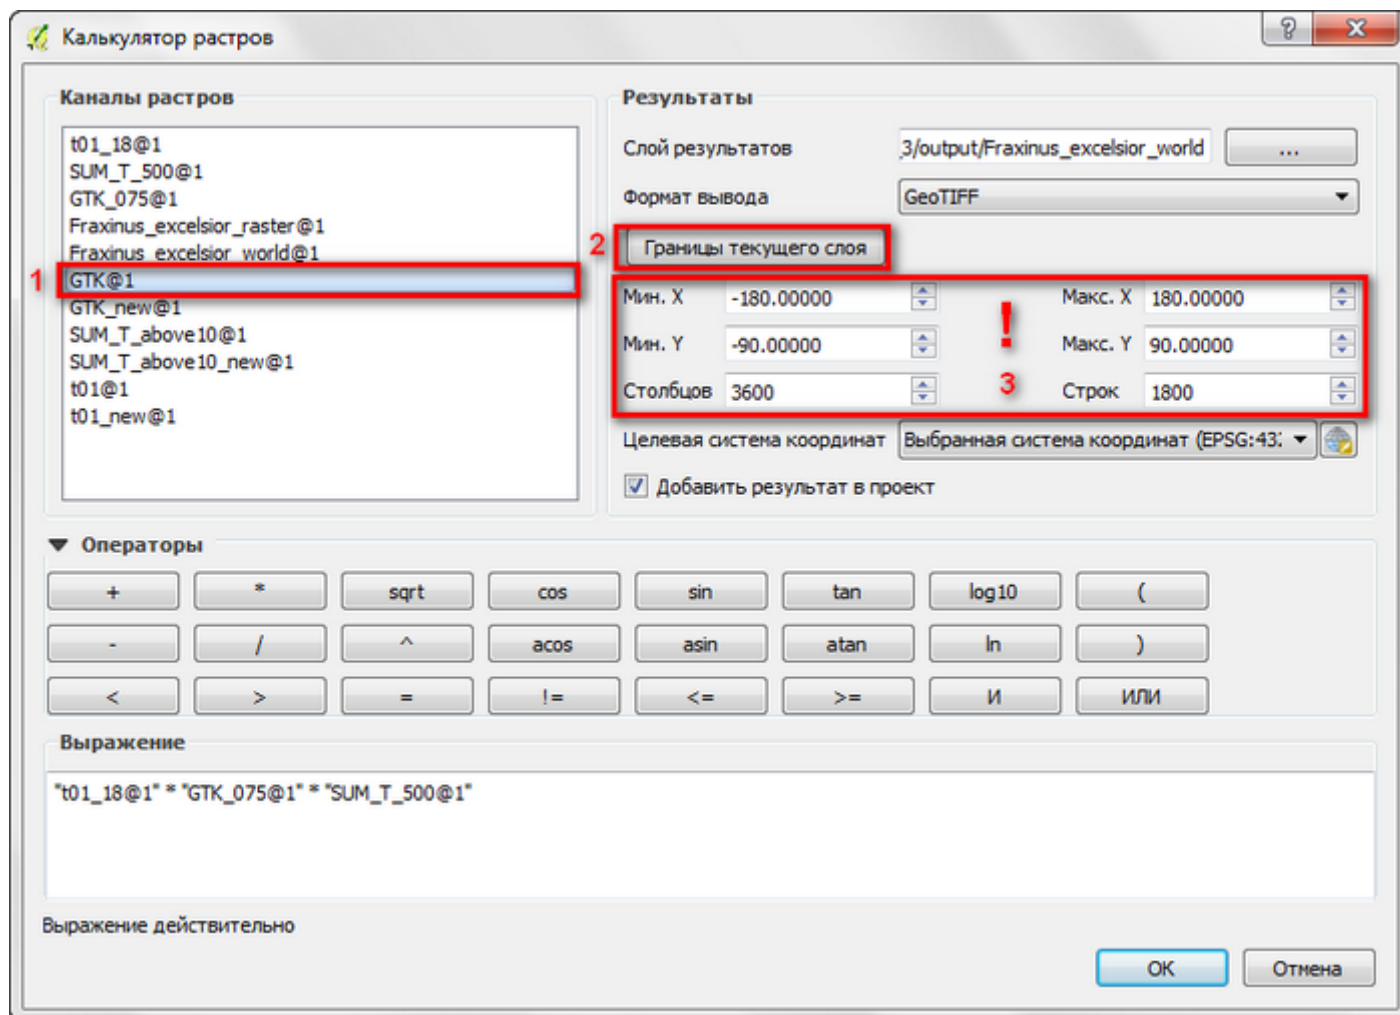 Калькулятор растров
Каналы растров
t01_18@1
SUM_T_500@1
GTK_075@1
Fraxinus_excelsior_raster@1
Fraxinus_excelsior_world@1
1
GTK@1
GTK_new@1
SUM_T_above10@1
SUM_T_above10_new@1
t01@1
t01_new@1
Результаты
Слой результатов 3/output/Fraxinus_excelsior_world ...
Формат вывода GeoTIFF
2 Границы текущего слоя
Мин. X -180.00000 Макс. X 180.00000
Мин. Y -90.00000 ! Макс. Y 90.00000
Столбцов 3600 3 Строк 1800
Целевая система координат Выбранная система координат (EPSG:432
Добавить результат в проект
Операторы
+ * sqrt cos sin tan log10 (
- / ^ acos asin atan ln )
< > = != <= >= И ИЛИ
Выражение
"t01_18@1" * "GTK_075@1" * "SUM_T_500@1"
Выражение действительно
OK Отмена